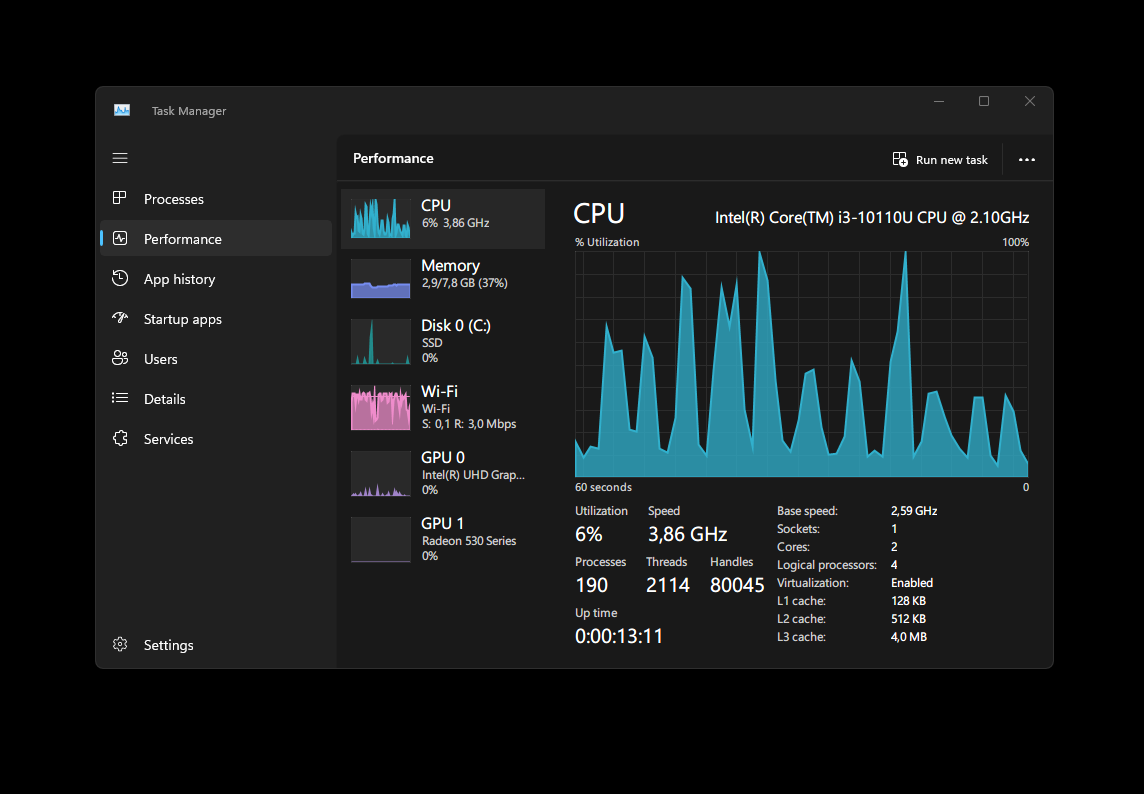 Task Manager
Performance
Run new task
Processes
Performance
App history
Startup apps
Users
Details
Services
Settings
CPU
6% 3,86 GHz
Memory
2,9/7,8 GB (37%)
Disk 0 (C:)
SSD
0%
Wi-Fi
Wi-Fi
S: 0,1 R: 3,0 Mbps
GPU 0
Intel(R) UHD Grap...
0%
GPU 1
Radeon 530 Series
0%
CPU Intel(R) Core(TM) i3-10110U CPU @ 2.10GHz
% Utilization 100%
60 seconds 0
Utilization Speed
6% 3,86 GHz
Processes Threads Handles
190 2114 80045
Up time
0:00:13:11
Base speed: 2,59 GHz
Sockets: 1
Cores: 2
Logical processors: 4
Virtualization: Enabled
L1 cache: 128 KB
L2 cache: 512 KB
L3 cache: 4,0 MB